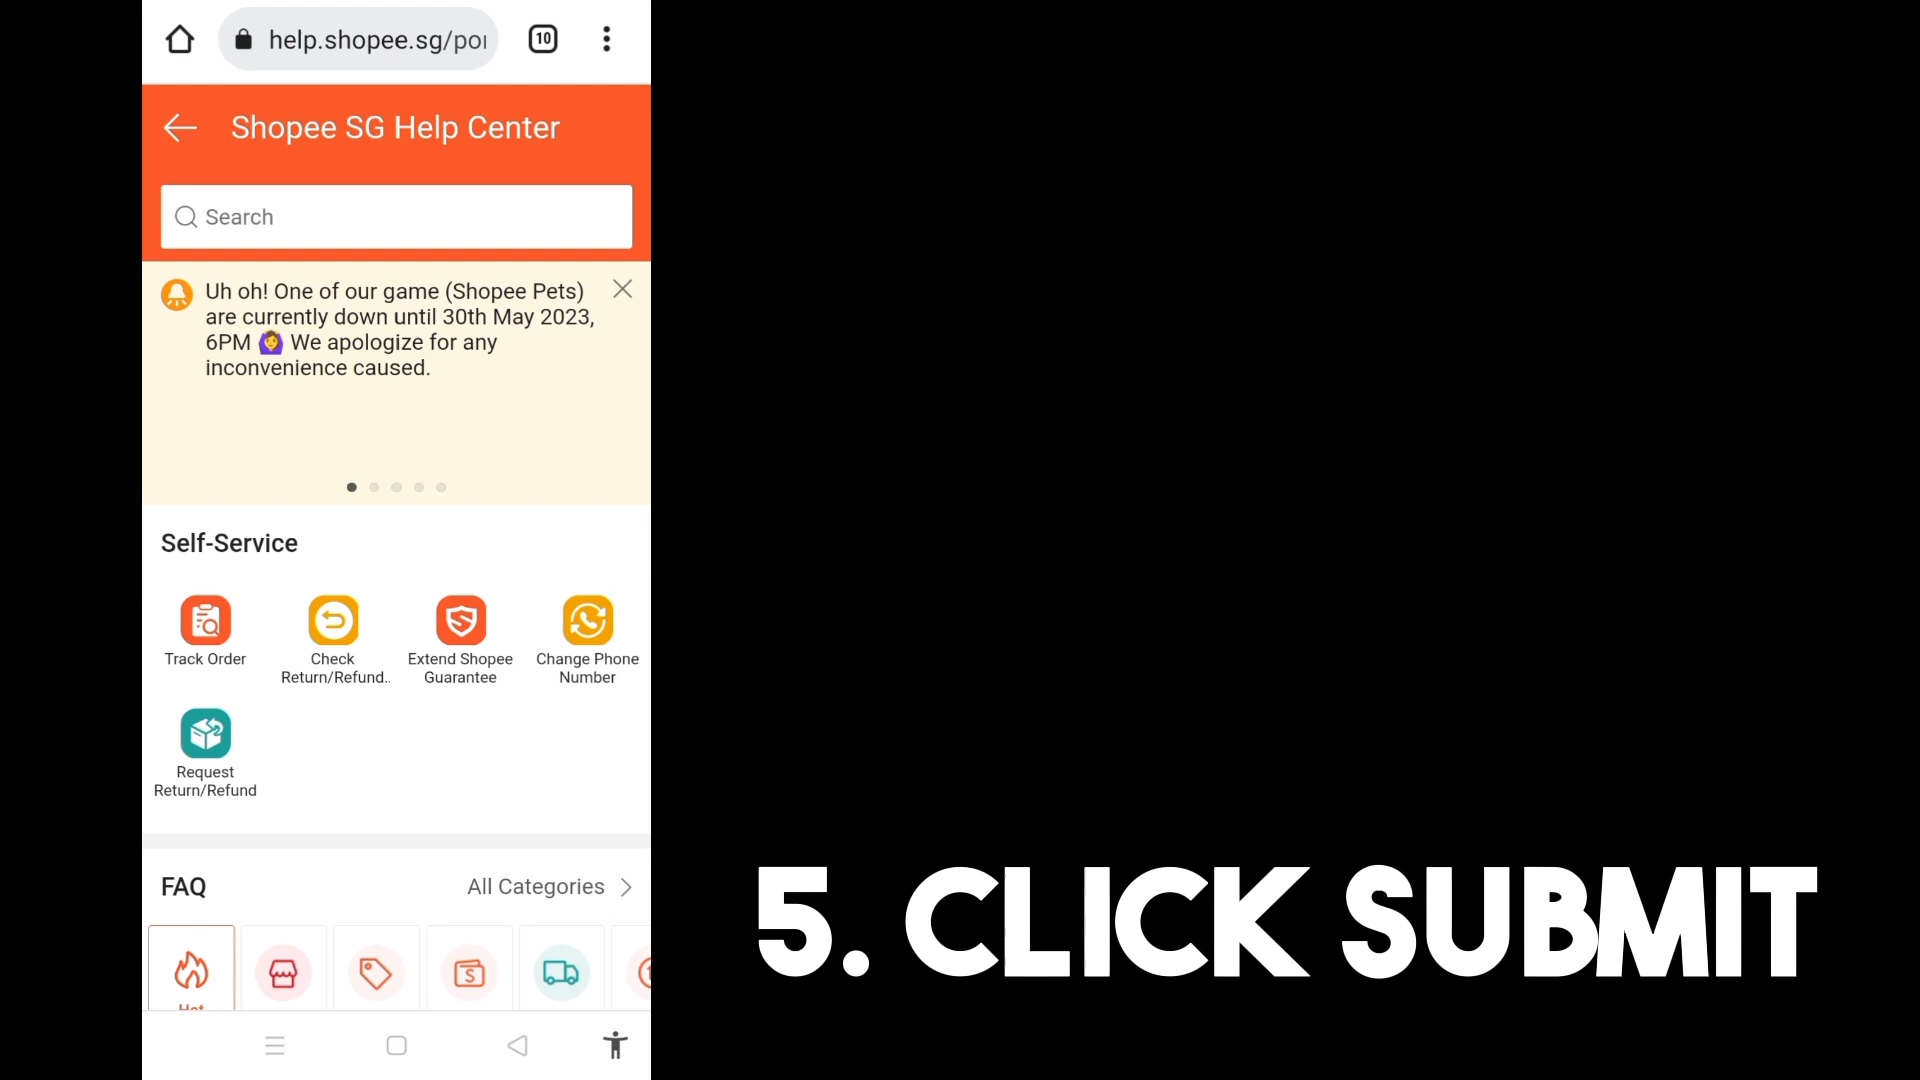 help.shopee.sg/por
10
Shopee SG Help Center
Search
Uh oh! One of our game (Shopee Pets)
are currently down until 30th May 2023,
6PM 🙆‍♀️ We apologize for any
inconvenience caused.
Self-Service
Track Order
Check
Return/Refund..
Extend Shopee
Guarantee
Change Phone
Number
Request
Return/Refund
FAQ
All Categories
Hot
5. CLICK SUBMIT